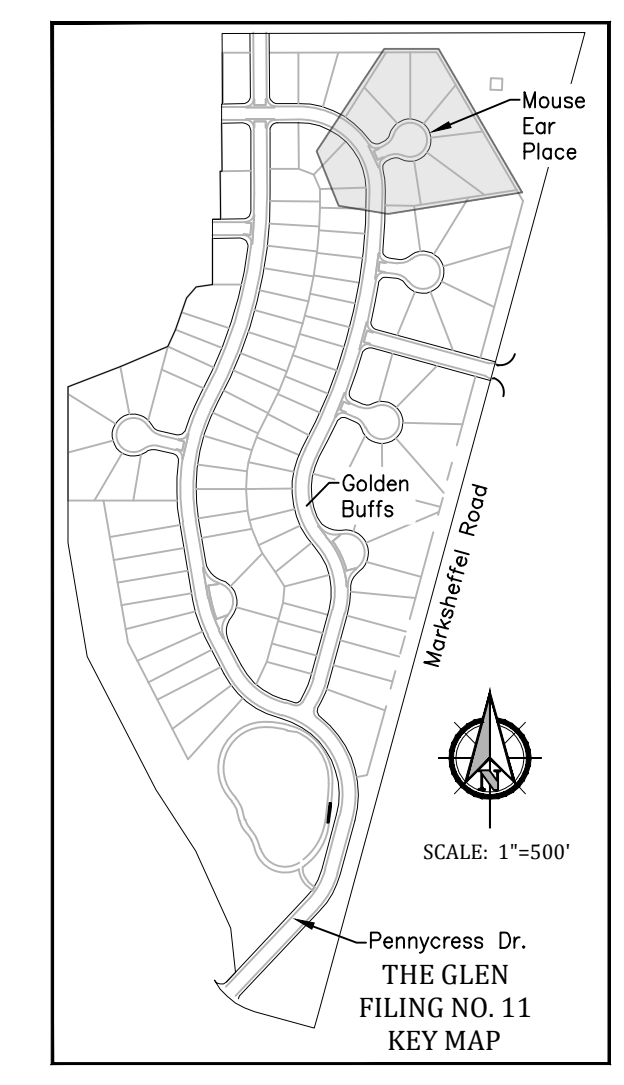 Mouse
Ear
Place
Golden
Buffs
Marksheffel Road
N
SCALE: 1"=500'
Pennycress Dr.
THE GLEN
FILING NO. 11
KEY MAP